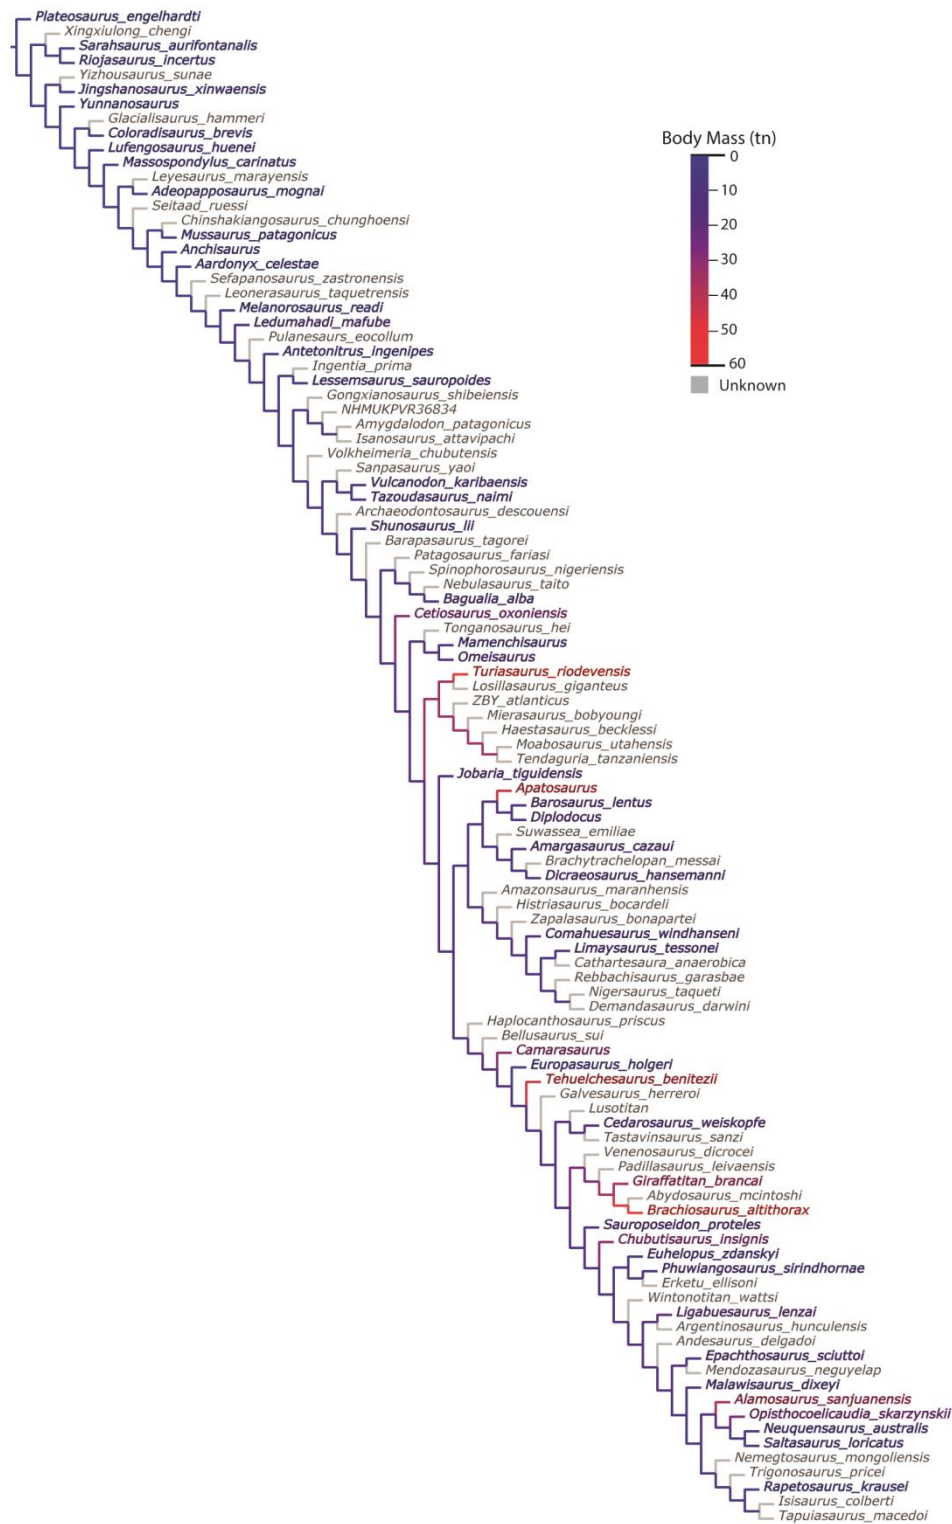 Plateosaurus_engelhardti
Xingxiulong_chengi
Sarahsaurus_aurifontanalis
Riojasaurus_incertus
Yizhousaurus_sunae
Jingshanosaurus_xinwaensis
Yunnanosaurus
Glacialisaurus_hammeri
Coloradisaurus_brevis
Lufengosaurus_huenei
Massospondylus_carinatus
Leyesaurus_marayensis
Adeopapposaurus_mognai
Seitaad_ruessi
Chinshakiangosaurus_chunghoensi
Mussaurus_patagonicus
Anchisaurus
Aardonyx_celestae
Sefapanosaurus_zastronensis
Leonerasaurus_taquetrensis
Melanorosaurus_readi
Ledumahadi_mafube
Pulanesaurs_eocollum
Antetonitrus_ingenipes
Ingentia_prima
Lessemsaurus_sauropoides
Gongxianosaurus_shibeiensis
NHMUKPVR36834
Amygdalodon_patagonicus
Isanosaurus_attavipachi
Volkheimeria_chubutensis
Sanpasaurus_yaoi
Vulcanodon_karibaensis
Tazoudasaurus_naimi
Archaeodontosaurus_descouensi
Shunosaurus_lii
Barapasaurus_tagorei
Patagosaurus_fariasi
Spinophorosaurus_nigeriensis
Nebulasaurus_taito
Bagualia_alba
Cetiosaurus_oxoniensis
Tonganosaurus_hei
Mamenchisaurus
Omeisaurus
Turiasaurus_riodevensis
Losillasaurus_giganteus
ZBY_atlanticus
Mierasaurus_bobyoungi
Haestasaurus_becklessi
Moabosaurus_utahensis
Tendaguria_tanzaniensis
Jobaria_tiguidensis
Apatosaurus
Barosaurus_lentus
Diplodocus
Suwassea_emiliae
Amargasaurus_cazaui
Brachytrachelopan_messai
Dicraeosaurus_hansemanni
Amazonsaurus_maranhensis
Histriasaurus_bocardeli
Zapalasaurus_bonapartei
Comahuesaurus_windhanseni
Limaysaurus_tessonei
Cathartesaura_anaerobica
Rebbachisaurus_garasbae
Nigersaurus_taqueti
Demandasaurus_darwini
Haplocanthosaurus_priscus
Bellusaurus_sui
Camarasaurus
Europasaurus_holgeri
Tehuelchesaurus_benitezii
Galvesaurus_herreroi
Lusotitan
Cedarosaurus_weiskopfe
Tastavinsaurus_sanzi
Venenosaurus_dicrocei
Padillasaurus_leivaensis
Giraffatitan_brancai
Abydosaurus_mcintoshi
Brachiosaurus_altithorax
Sauroposeidon_proteles
Chubutisaurus_insignis
Euhelopus_zdanskyi
Phuwiangosaurus_sirindhornae
Erketu_ellisoni
Wintonotitan_wattsi
Ligabuesaurus_lenzai
Argentinosaurus_hunculensis
Andesaurus_delgadoi
Epachthosaurus_sciuttoi
Mendozasaurus_neguyelap
Malawisaurus_dixeyi
Alamosaurus_sanjuanensis
Opisthocoelicaudia_skarzynskii
Neuquensaurus_australis
Saltasaurus_loricatus
Nemegtosaurus_mongoliensis
Trigonosaurus_pricei
Rapetosaurus_krausei
Isisaurus_colberti
Tapuiasaurus_macedoi
Body Mass (tn)
0
10
20
30
40
50
60
Unknown